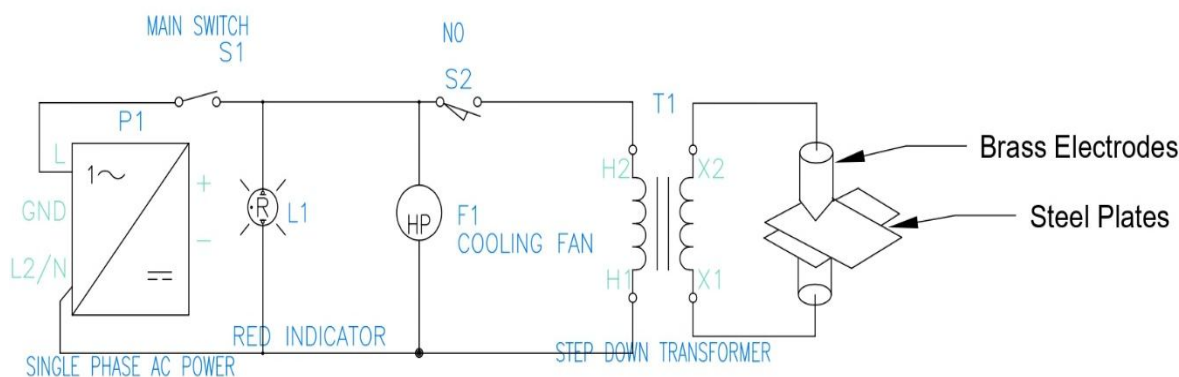 MAIN SWITCH
S1
NO
S2
P1
T1
L
1~
GND
+
-
L2/N
R
L1
HP
F1
COOLING FAN
H2
X2
H1
X1
Brass Electrodes
Steel Plates
RED INDICATOR
SINGLE PHASE AC POWER
STEP DOWN TRANSFORMER